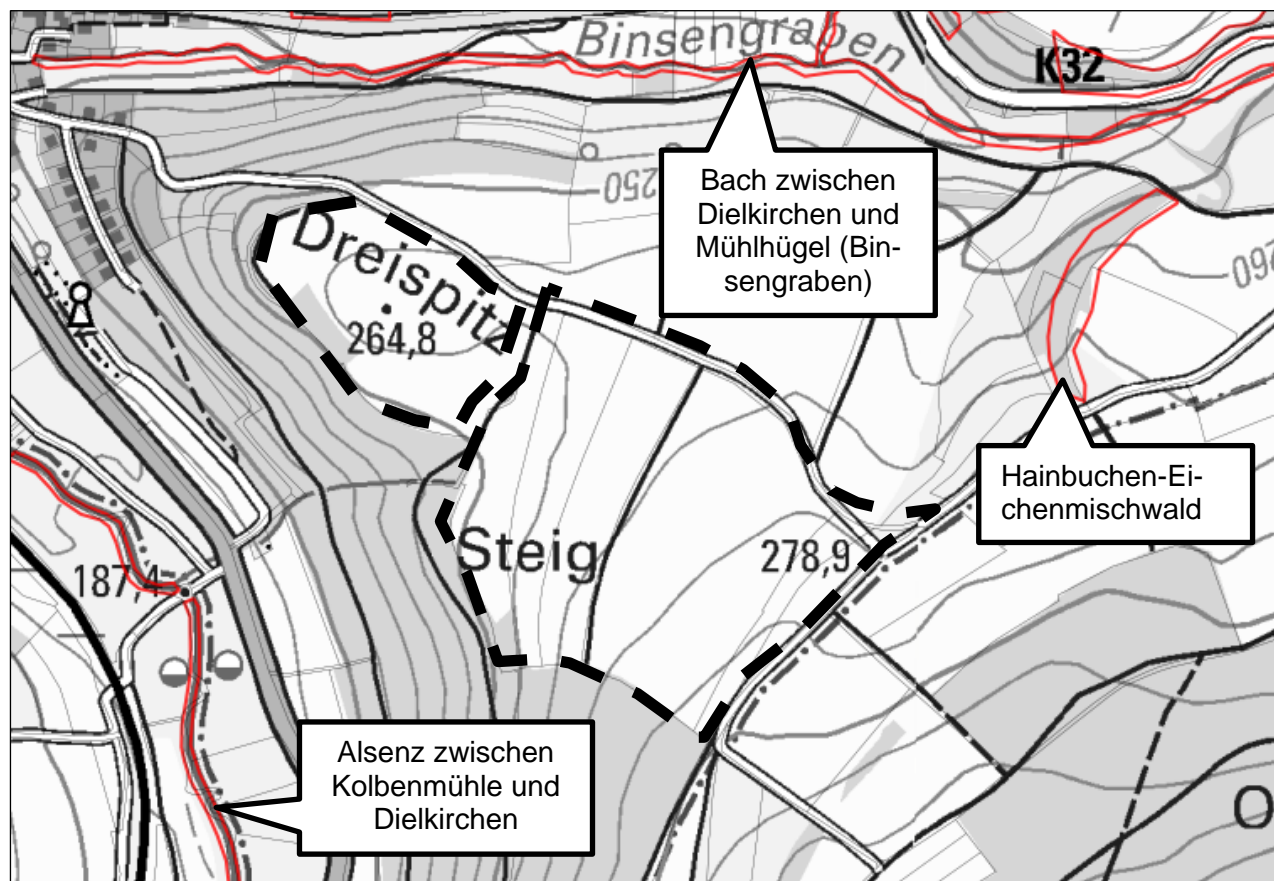 Binsengraben
K32
Bach zwischen
Dielkirchen und
Mühlhügel (Bin-
sengraben)
250
260
Dreispitz
264,8
Hainbuchen-Ei-
chenmischwald
Steig
278,9
187,4
Alsenz zwischen
Kolbenmühle und
Dielkirchen
O